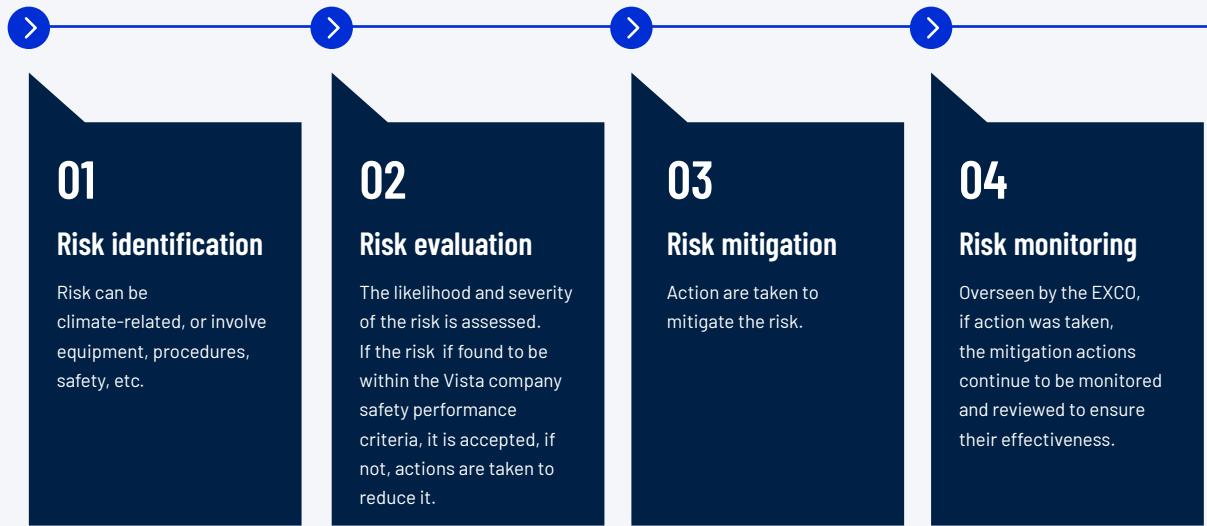 01
Risk identification
Risk can be
climate-related, or involve
equipment, procedures,
safety, etc.
02
Risk evaluation
The likelihood and severity
of the risk is assessed.
If the risk  if found to be
within the Vista company
safety performance
criteria, it is accepted, if
not, actions are taken to
reduce it.
03
Risk mitigation
Action are taken to
mitigate the risk.
04
Risk monitoring
Overseen by the EXCO,
if action was taken,
the mitigation actions
continue to be monitored
and reviewed to ensure
their effectiveness.